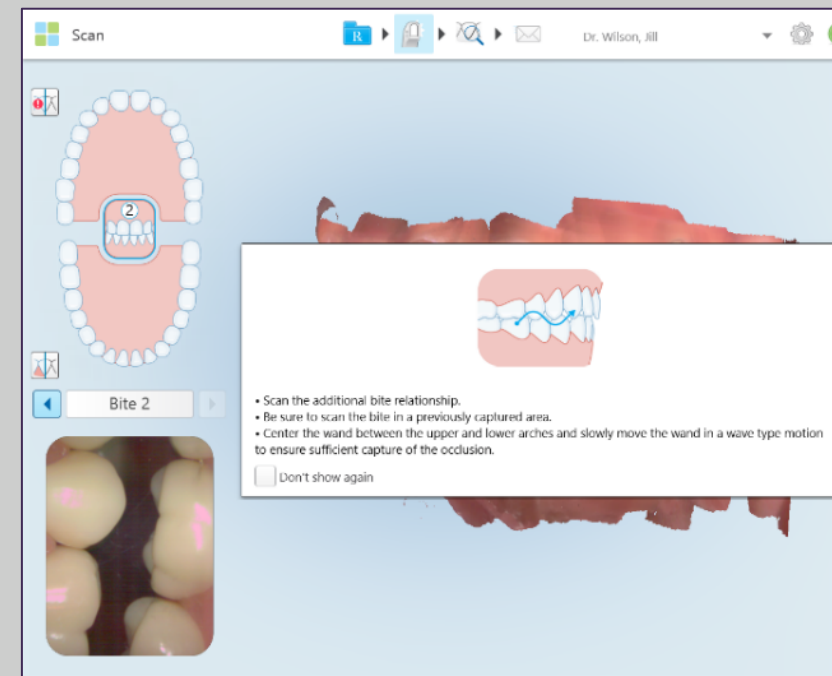 Scan
R
Dr. Wilson, Jill
2
• Scan the additional bite relationship.
• Be sure to scan the bite in a previously captured area.
• Center the wand between the upper and lower arches and slowly move the wand in a wave type motion
to ensure sufficient capture of the occlusion.
Don't show again
Bite 2